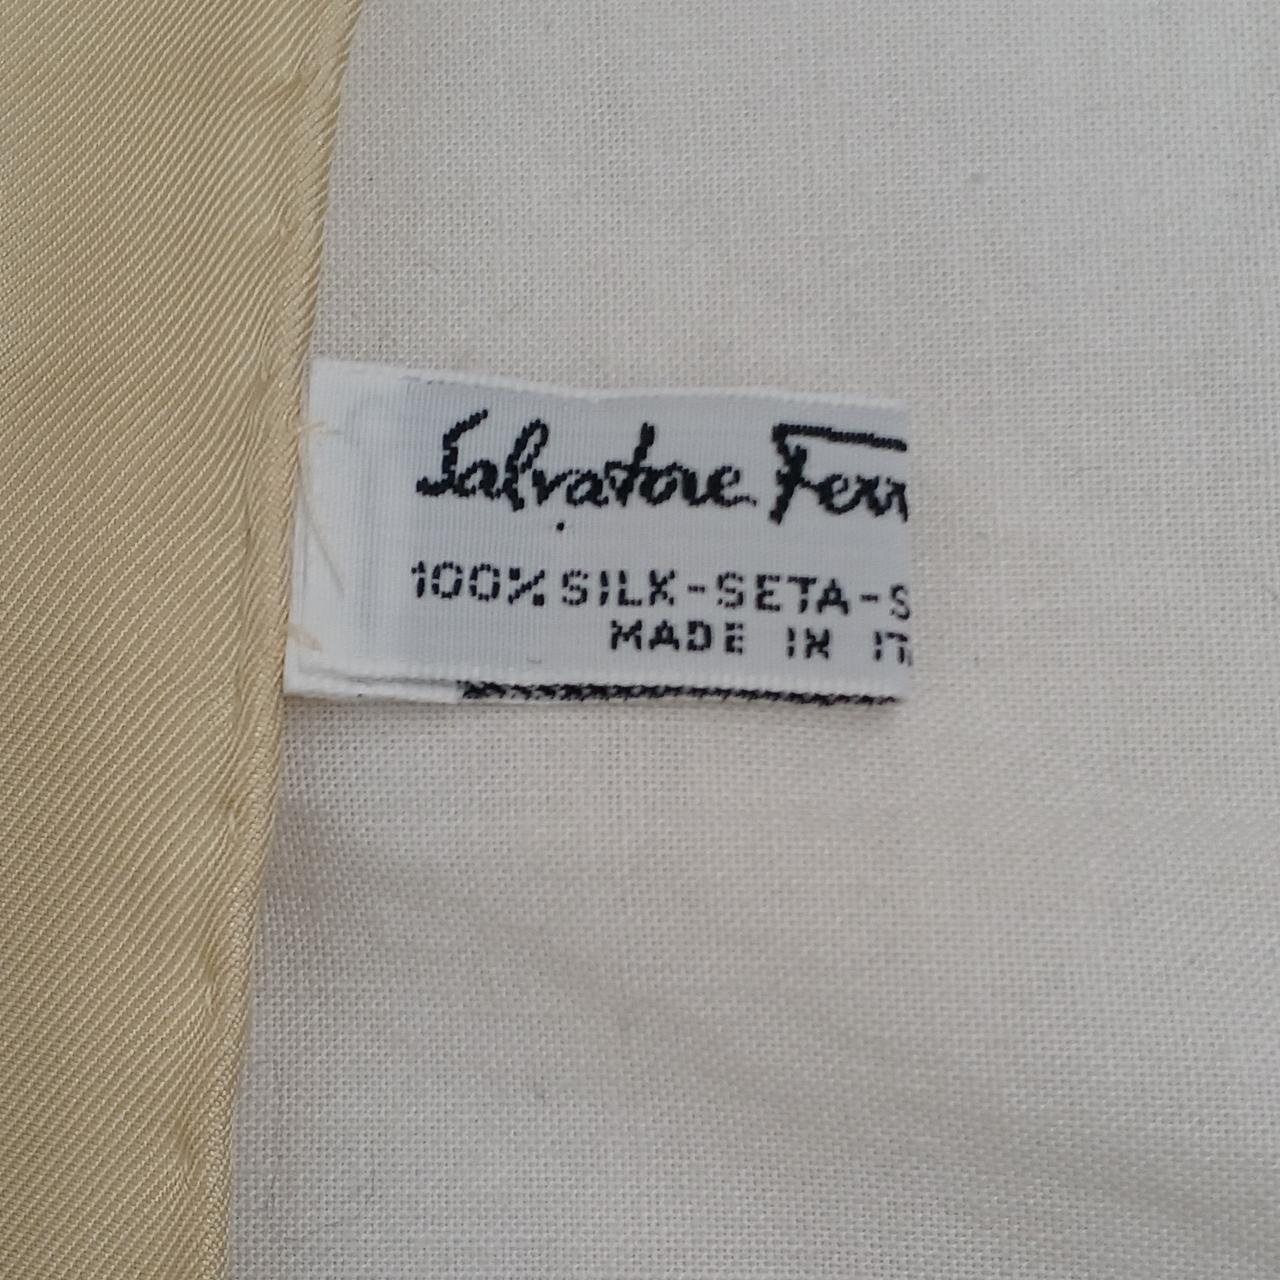 Salvatore Ferr
100% SILK-SETA-S
MADE IN IT